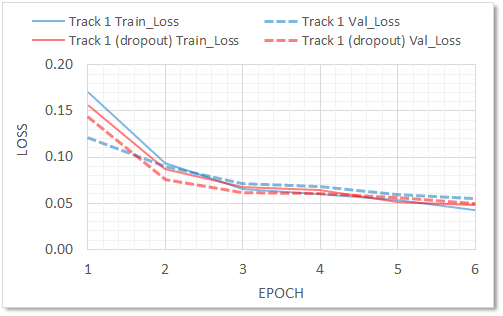 Track 1 Train_Loss Track 1 Val_Loss
Track 1 (dropout) Train_Loss Track 1 (dropout) Val_Loss
0.20
0.15
0.10
0.05
0.00
LOSS
1 2 3 4 5 6
EPOCH